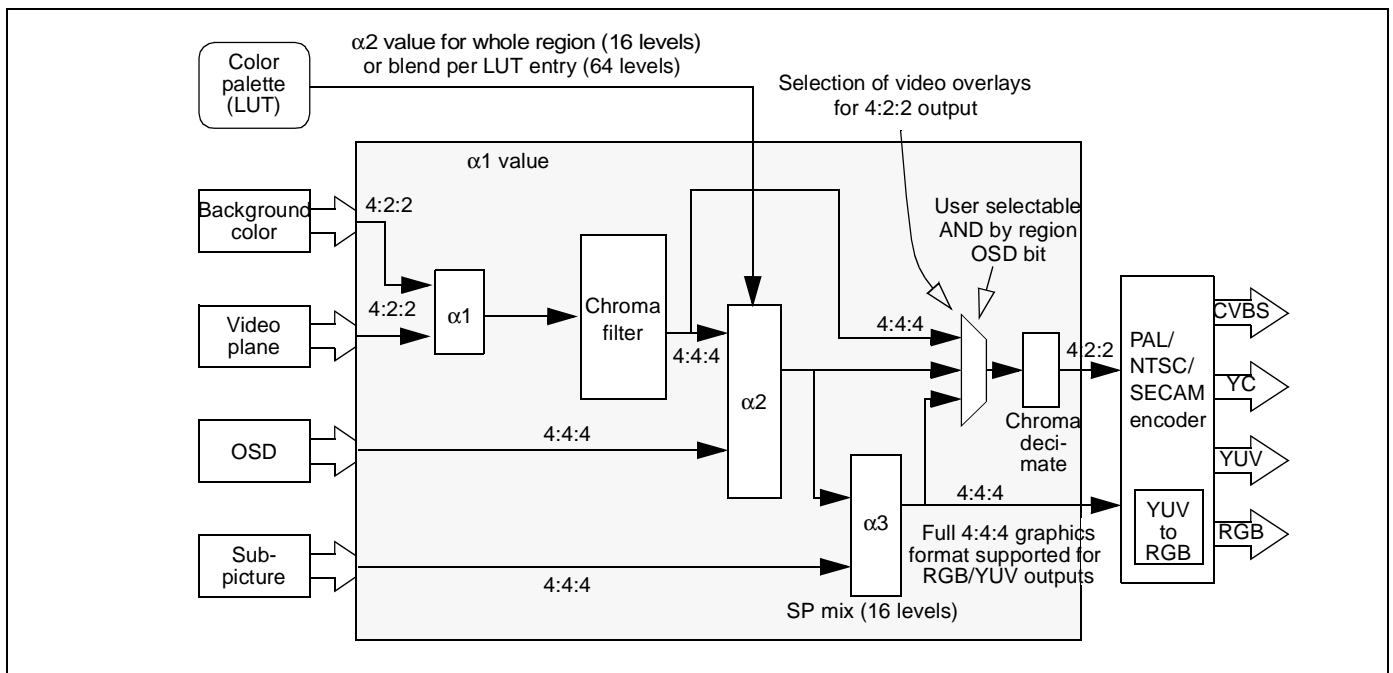 α2 value for whole region (16 levels)
or blend per LUT entry (64 levels)
Color
palette
(LUT)
Selection of video overlays
for 4:2:2 output
α1 value
Background
color
4:2:2
User selectable
AND by region
OSD bit
Video
plane
4:2:2
α1
Chroma
filter
4:4:4
α2
4:4:4
4:2:2
Chroma
deci-
mate
PAL/
NTSC/
SECAM
encoder
CVBS
YC
YUV
RGB
OSD
4:4:4
Sub-
picture
4:4:4
α3
4:4:4
Full 4:4:4 graphics
format supported for
RGB/YUV outputs
SP mix (16 levels)
YUV
to
RGB